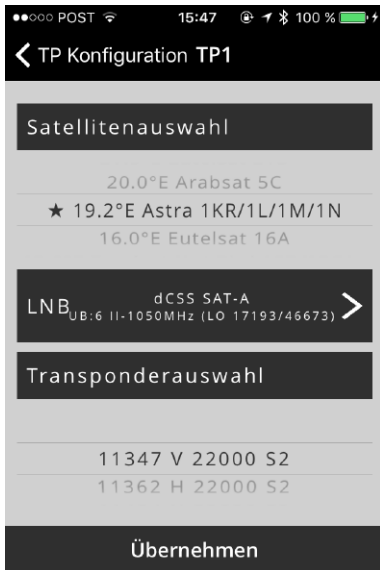 POST 15:47 100 %
TP Konfiguration TP1
Satellitenauswahl
20.0°E Arabsat 5C
★ 19.2°E Astra 1KR/1L/1M/1N
16.0°E Eutelsat 16A
LNB
dCSS SAT-A
UB:6 II-1050MHz (LO 17193/46673)
Transponderauswahl
11347 V 22000 S2
11362 H 22000 S2
Übernehmen